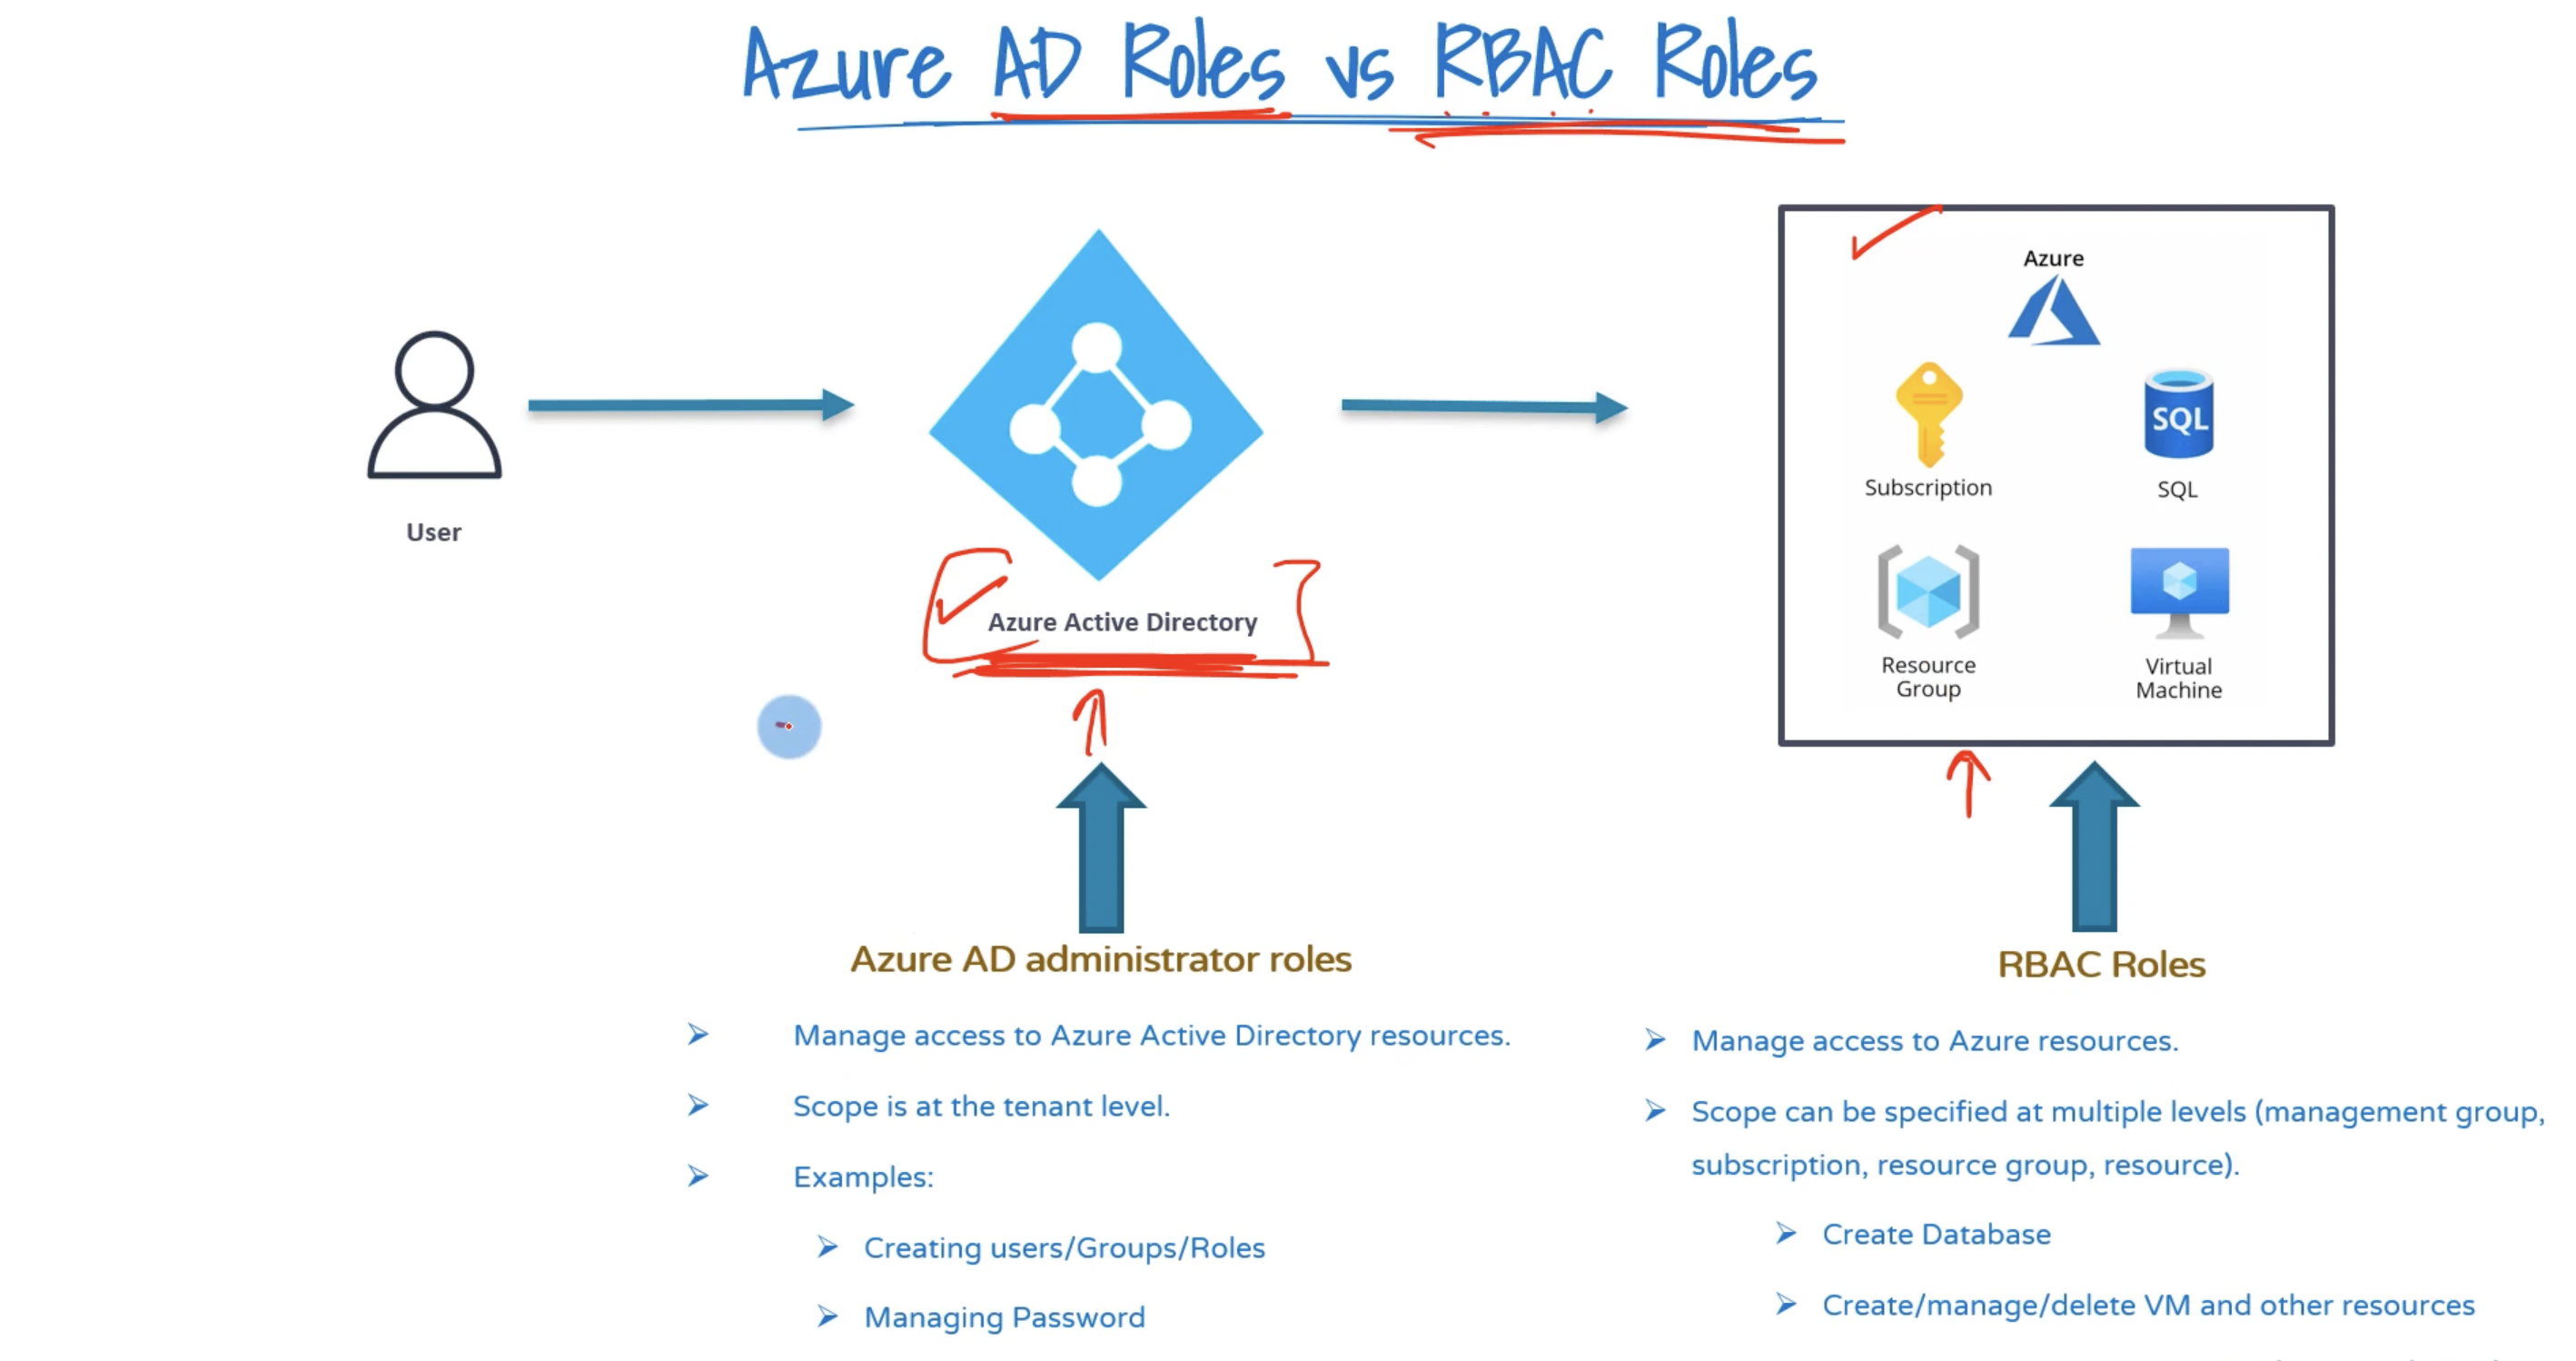 Azure AD Roles vs RBAC Roles
User
Azure Active Directory
Azure
Subscription
SQL
SQL
Resource
Group
Virtual
Machine
Azure AD administrator roles
Manage access to Azure Active Directory resources.
Scope is at the tenant level.
Examples:
Creating users/Groups/Roles
Managing Password
RBAC Roles
Manage access to Azure resources.
Scope can be specified at multiple levels (management group,
subscription, resource group, resource).
Create Database
Create/manage/delete VM and other resources